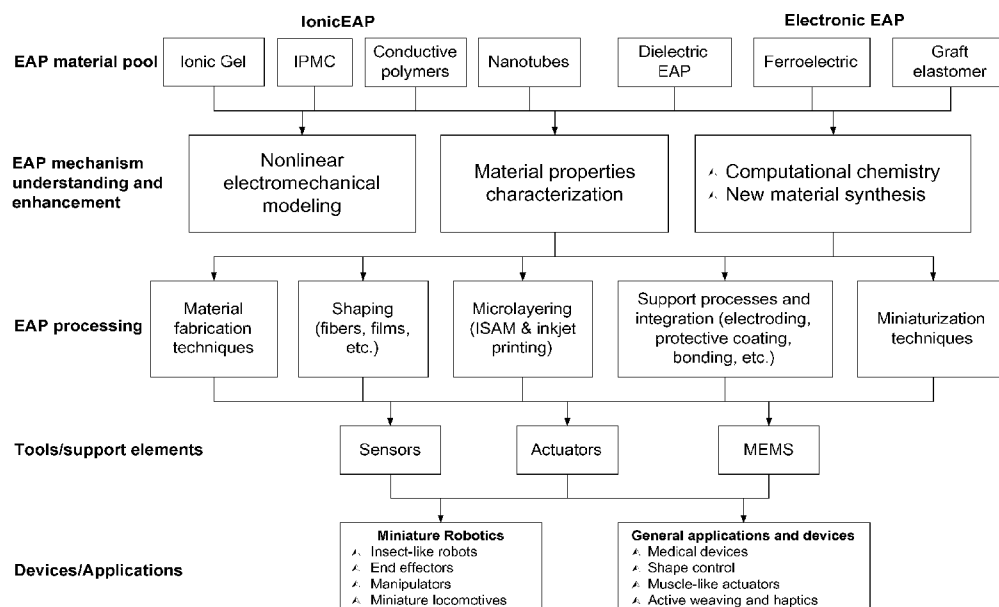 IonicEAP
Electronic EAP
EAP material pool
Ionic Gel
IPMC
Conductive
polymers
Nanotubes
Dielectric
EAP
Ferroelectric
Graft
elastomer
EAP mechanism
understanding and
enhancement
Nonlinear
electromechanical
modeling
Material properties
characterization
Computational chemistry
New material synthesis
EAP processing
Material
fabrication
techniques
Shaping
(fibers, films,
etc.)
Microlayering
(ISAM & inkjet
printing)
Support processes and
integration (electroding,
protective coating,
bonding, etc.)
Miniaturization
techniques
Tools/support elements
Sensors
Actuators
MEMS
Devices/Applications
Miniature Robotics
Insect-like robots
End effectors
Manipulators
Miniature locomotives
General applications and devices
Medical devices
Shape control
Muscle-like actuators
Active weaving and haptics